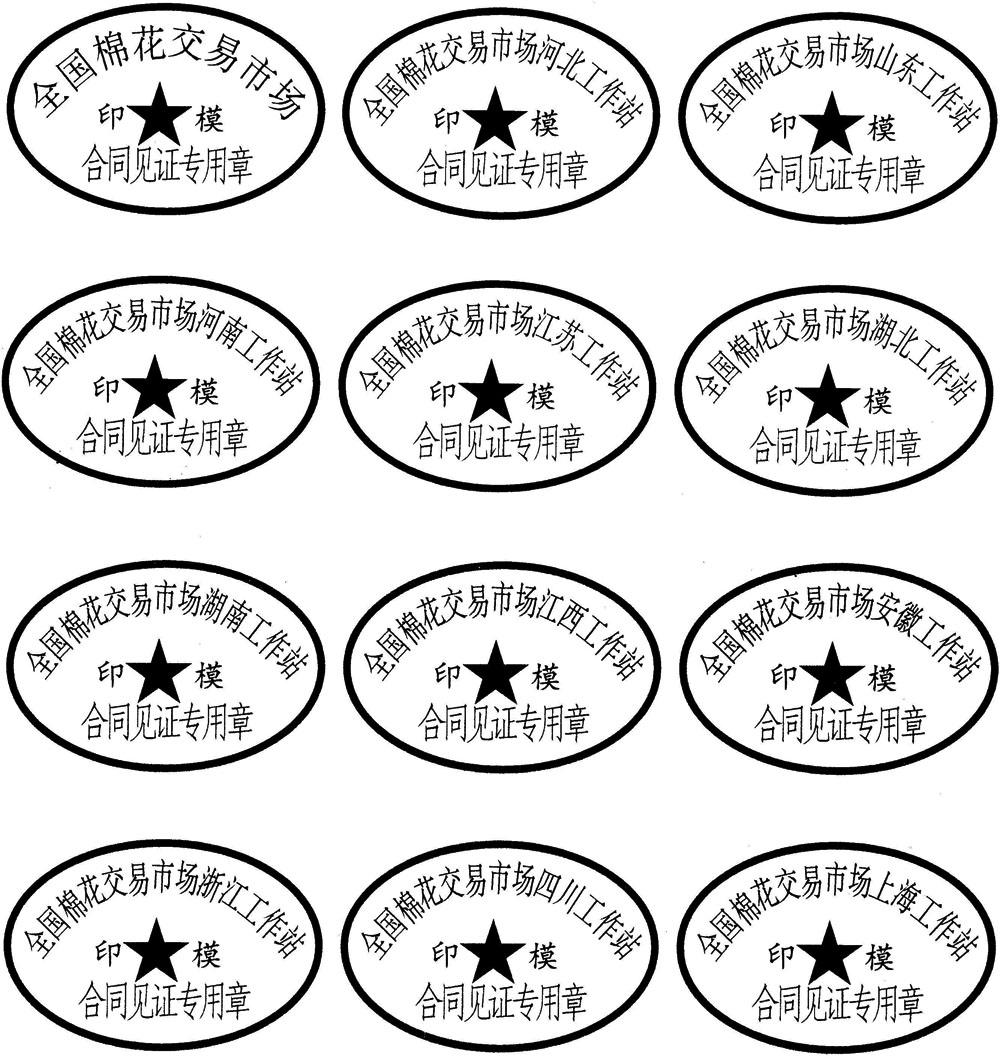 全国棉花交易市场
印 模
合同见证专用章
全国棉花交易市场河北工作站
印 模
合同见证专用章
全国棉花交易市场山东工作站
印 模
合同见证专用章
全国棉花交易市场河南工作站
印 模
合同见证专用章
全国棉花交易市场江苏工作站
印 模
合同见证专用章
全国棉花交易市场湖北工作站
印 模
合同见证专用章
全国棉花交易市场湖南工作站
印 模
合同见证专用章
全国棉花交易市场江西工作站
印 模
合同见证专用章
全国棉花交易市场安徽工作站
印 模
合同见证专用章
全国棉花交易市场浙江工作站
印 模
合同见证专用章
全国棉花交易市场四川工作站
印 模
合同见证专用章
全国棉花交易市场上海工作站
印 模
合同见证专用章